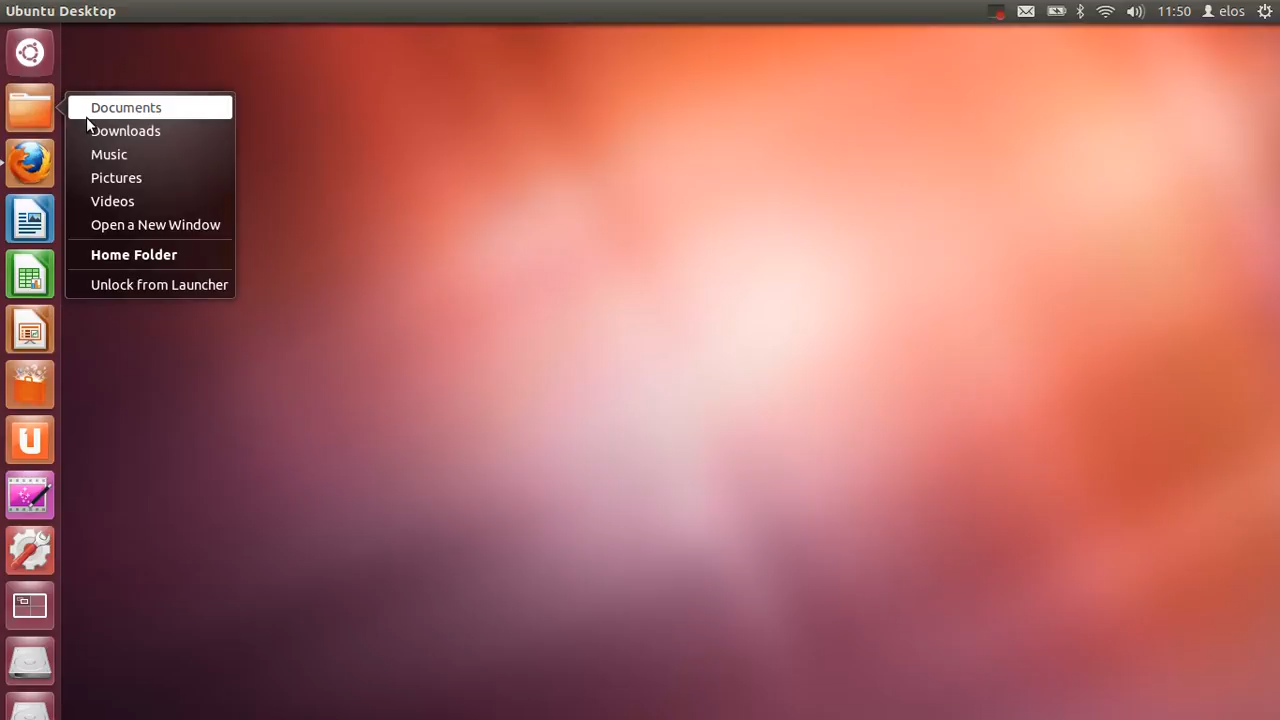 Ubuntu Desktop
11:50 elos
Documents
Downloads
Music
Pictures
Videos
Open a New Window
Home Folder
Unlock from Launcher